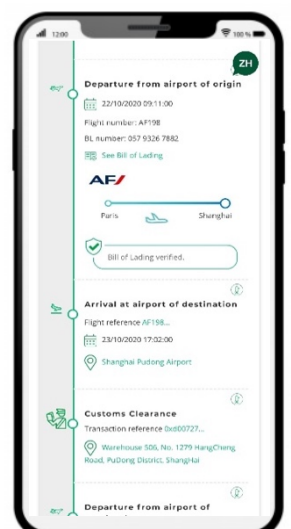 12:00
100 %
ZH
Departure from airport of origin
22/10/2020 09:11:00
Flight number: AF198
BL number: 057 9326 7882
See Bill of Lading
AF
Paris
Shanghai
Bill of Lading verified.
Arrival at airport of destination
Flight reference AF198...
23/10/2020 17:02:00
Shanghai Pudong Airport
Customs Clearance
Transaction reference 0xd00727...
Warehouse 506, No. 1279 HangCheng
Road, PuDong District, ShangHai
Departure from airport of